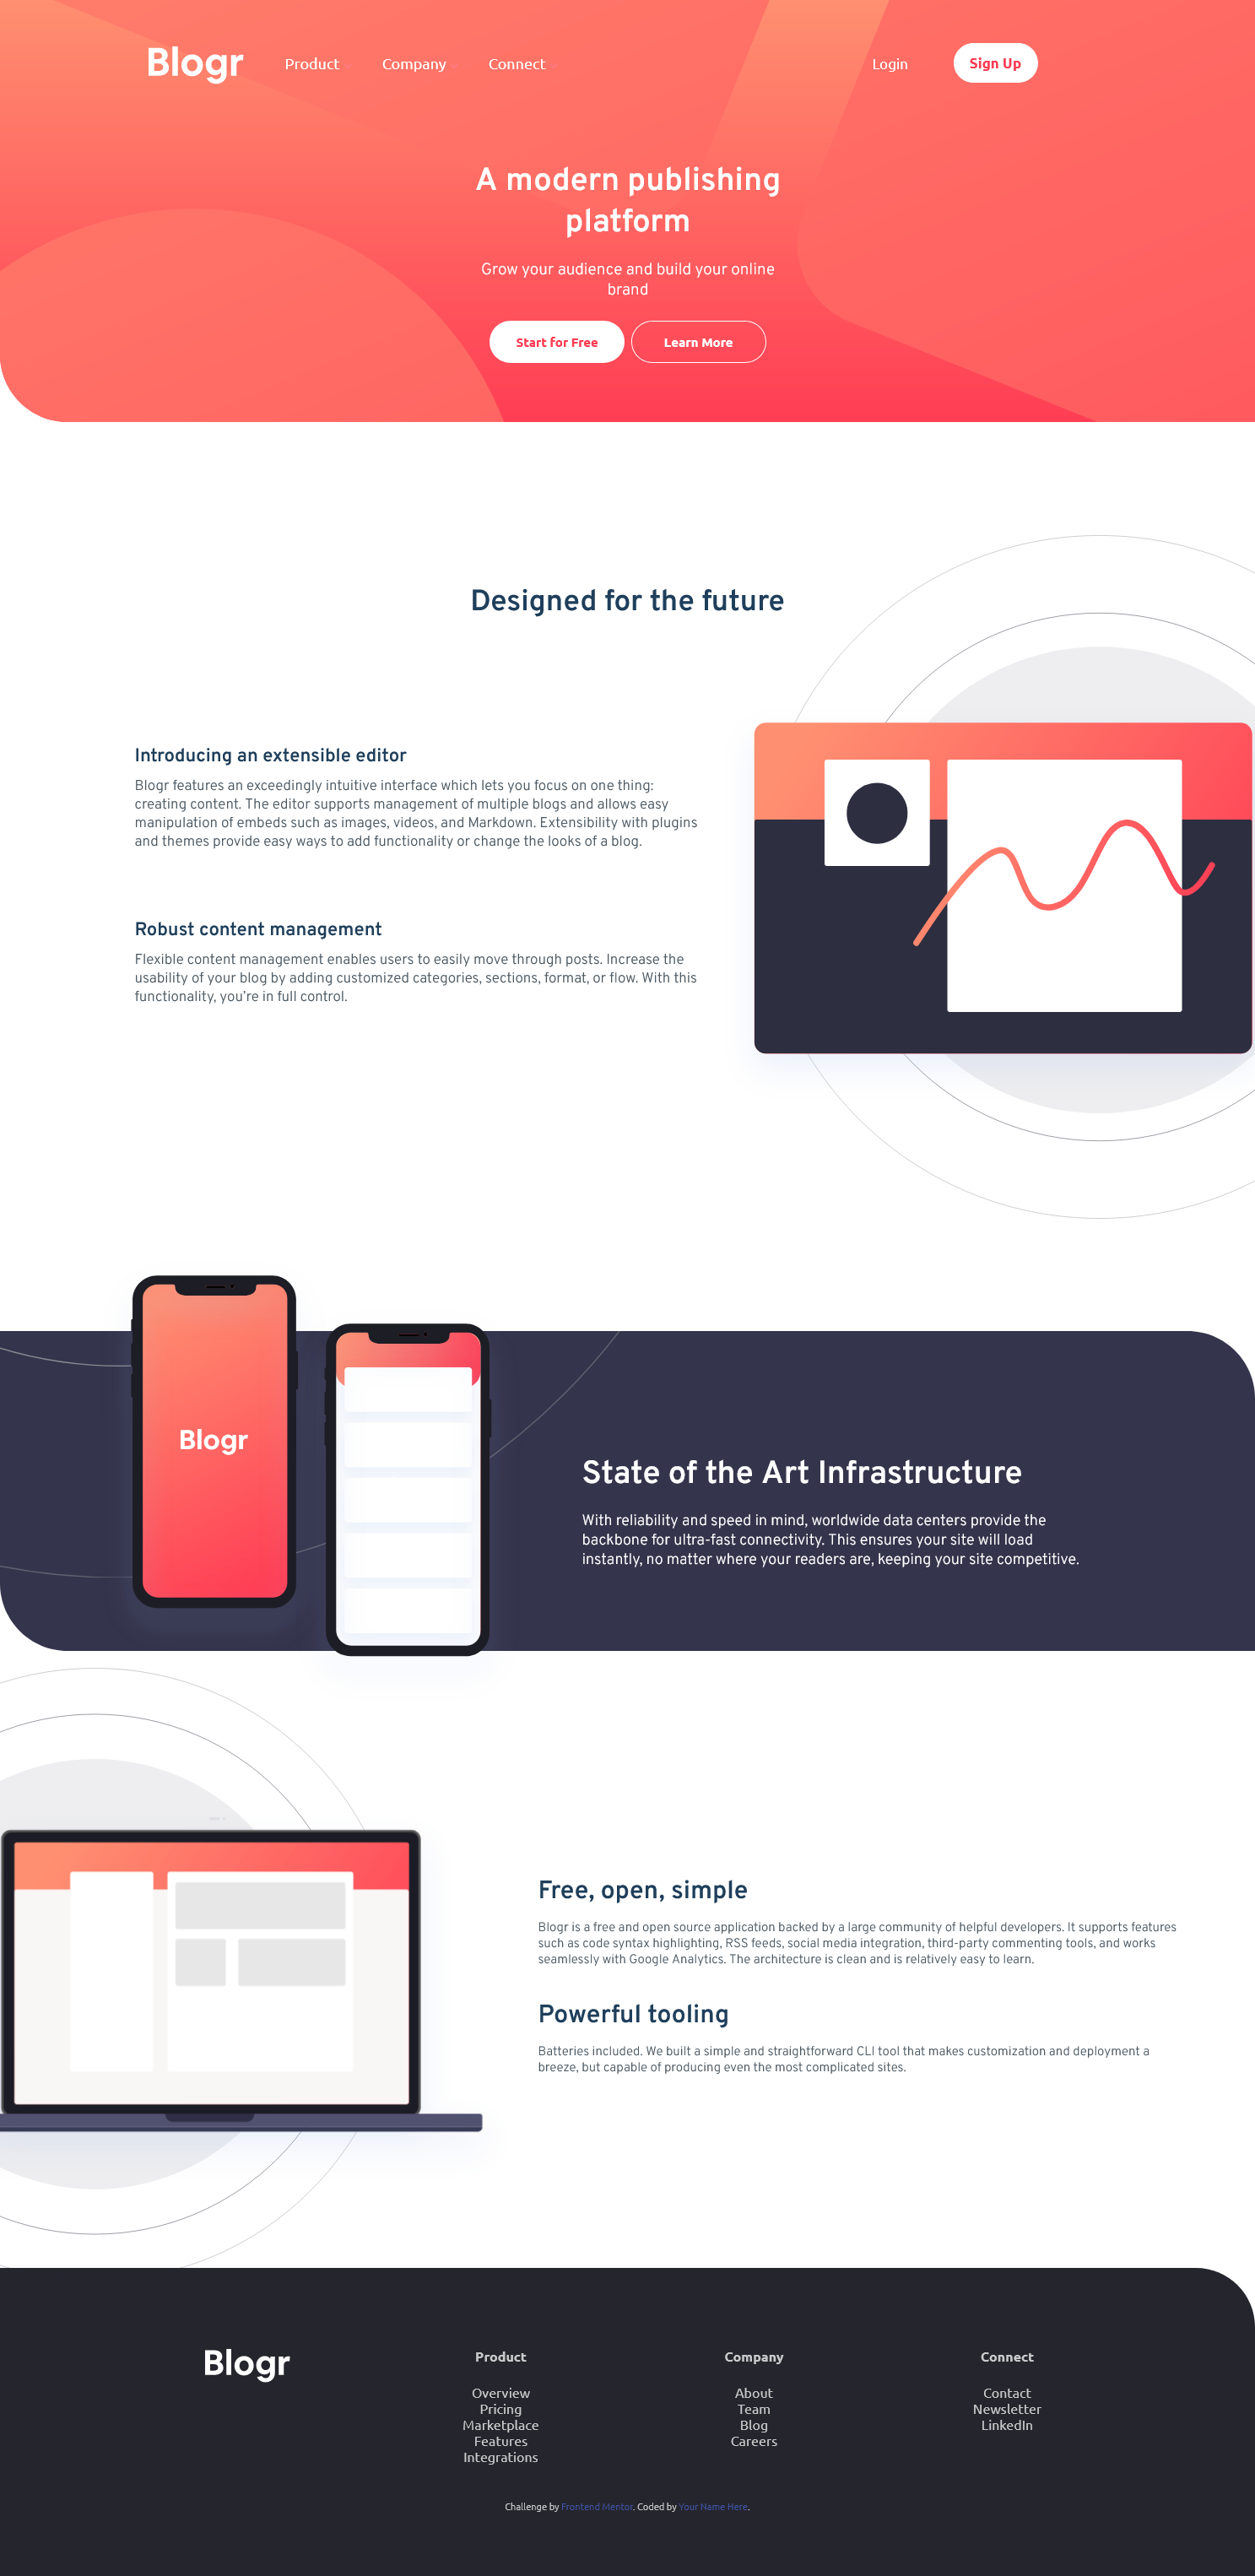 Blogr Product Company Connect Login Sign Up
A modern publishing
platform
Grow your audience and build your online
brand
Start for Free Learn More
Designed for the future
Introducing an extensible editor
Blogr features an exceedingly intuitive interface which lets you focus on one thing:
creating content. The editor supports management of multiple blogs and allows easy
manipulation of embeds such as images, videos, and Markdown. Extensibility with plugins
and themes provide easy ways to add functionality or change the looks of a blog.
Robust content management
Flexible content management enables users to easily move through posts. Increase the
usability of your blog by adding customized categories, sections, format, or flow. With this
functionality, you’re in full control.
Blogr
State of the Art Infrastructure
With reliability and speed in mind, worldwide data centers provide the
backbone for ultra-fast connectivity. This ensures your site will load
instantly, no matter where your readers are, keeping your site competitive.
Free, open, simple
Blogr is a free and open source application backed by a large community of helpful developers. It supports features
such as code syntax highlighting, RSS feeds, social media integration, third-party commenting tools, and works
seamlessly with Google Analytics. The architecture is clean and is relatively easy to learn.
Powerful tooling
Batteries included. We built a simple and straightforward CLI tool that makes customization and deployment a
breeze, but capable of producing even the most complicated sites.
Blogr
Product
Overview
Pricing
Marketplace
Features
Integrations
Company
About
Team
Blog
Careers
Connect
Contact
Newsletter
LinkedIn
Challenge by Frontend Mentor. Coded by Your Name Here.